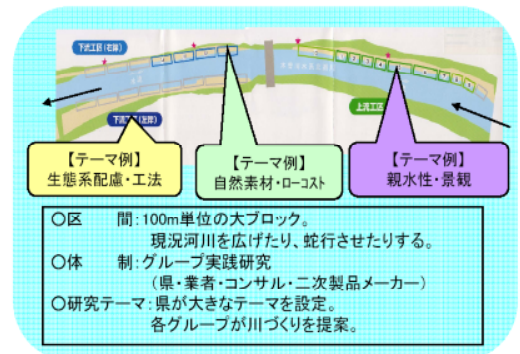 下流工区(右岸)
上流工区
下流工区(左岸)
【テーマ例】
生態系配慮・工法
【テーマ例】
自然素材・ローコスト
【テーマ例】
親水性・景観
〇区　　間：100m単位の大ブロック。
現況河川を広げたり、蛇行させたりする。
〇体　　制：グループ実践研究
（県・業者・コンサル・二次製品メーカー）
〇研究テーマ：県が大きなテーマを設定。
各グループが川づくりを提案。